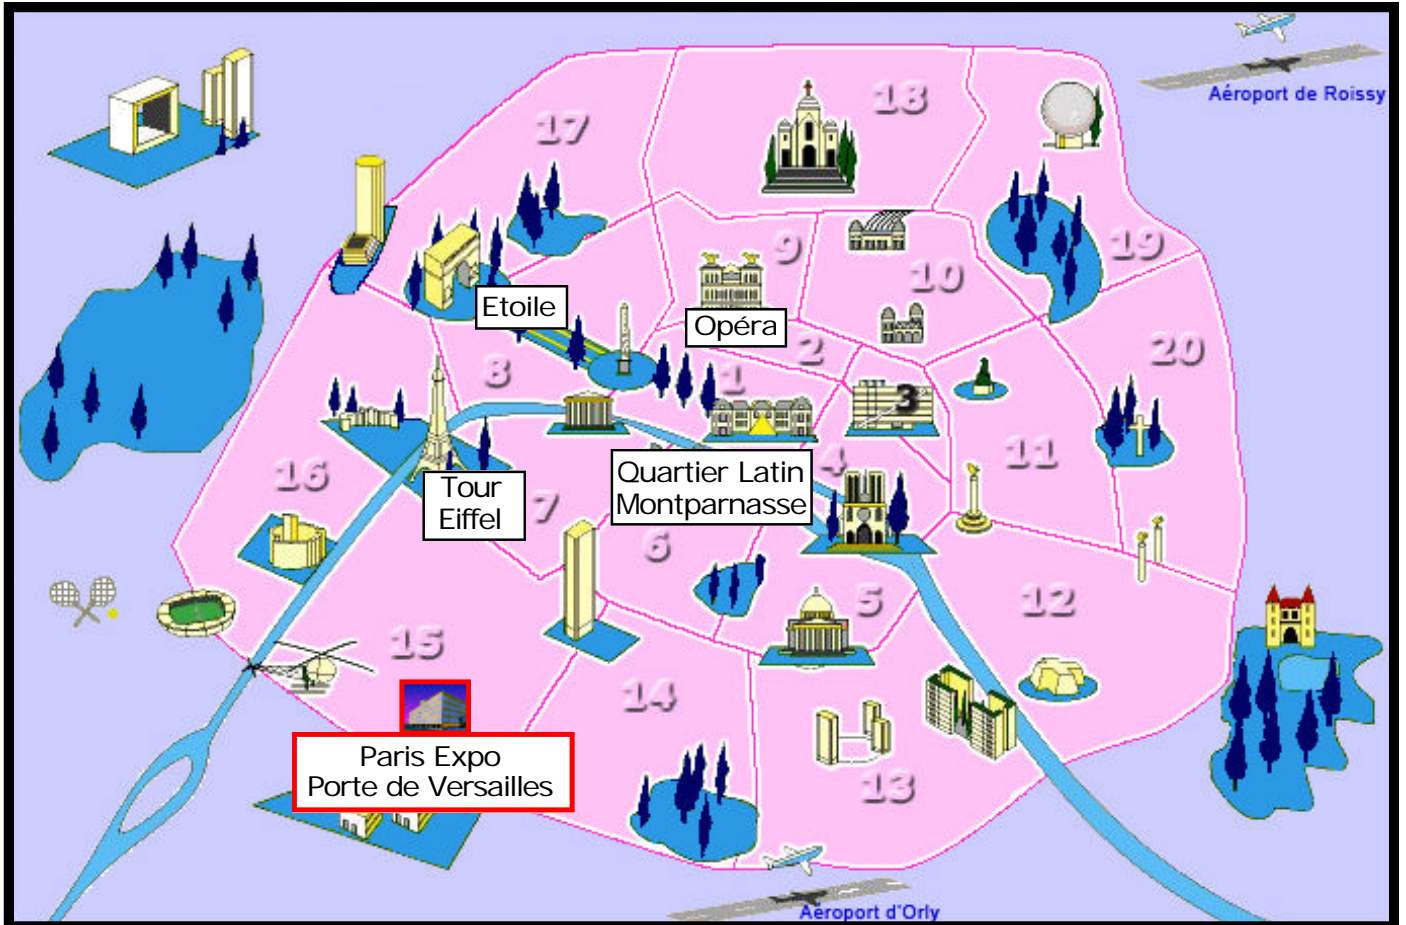 Aéroport de Roissy
18
17
19
9
10
Etoile
Opéra
2
20
8
1
3
11
16
Quartier Latin
Montparnasse
4
Tour
Eiffel
7
6
5
12
15
14
Paris Expo
Porte de Versailles
13
Aéroport d'Orly